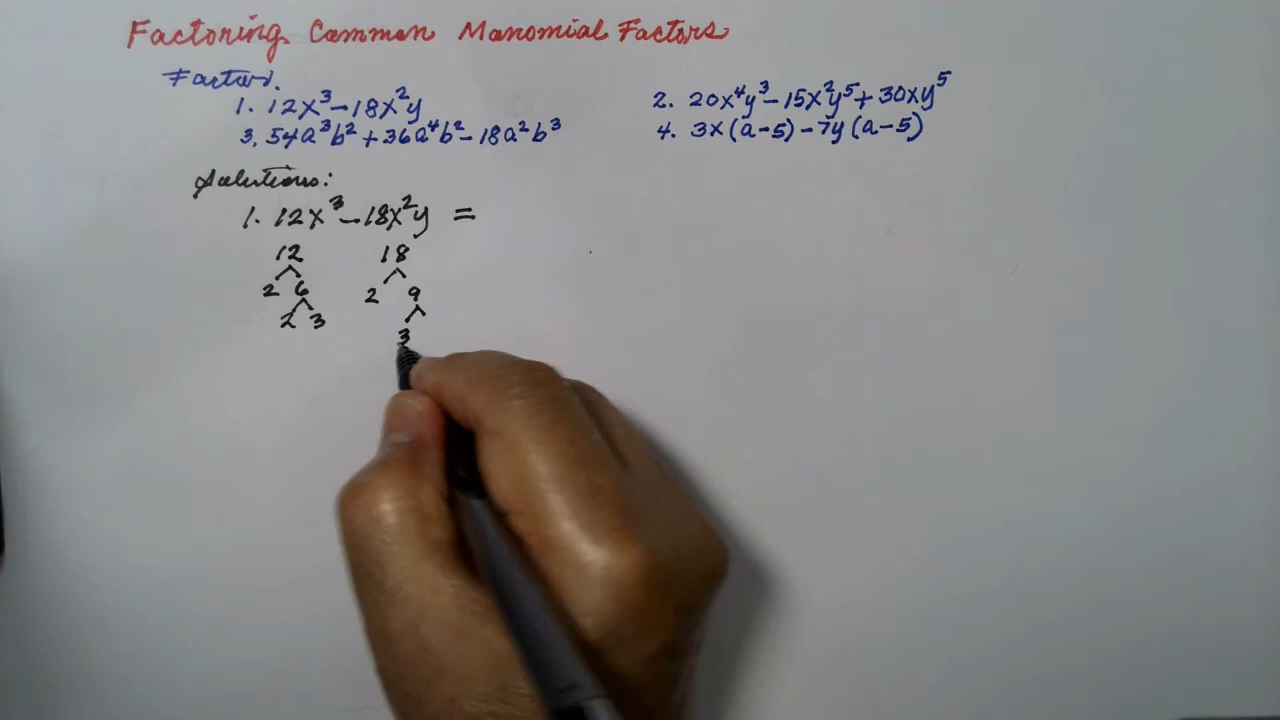 Factoring Common Monomial Factors
Factor.
1. 12x³-18x²y
2. 20x⁴y³-15x²y⁵+30xy⁵
3. 54a³b²+36a⁴b²-18a²b³
4. 3x(a-5)-7y(a-5)
Solutions:
1. 12x³-18x²y =
12 18
2 6 2 9
2 3 3